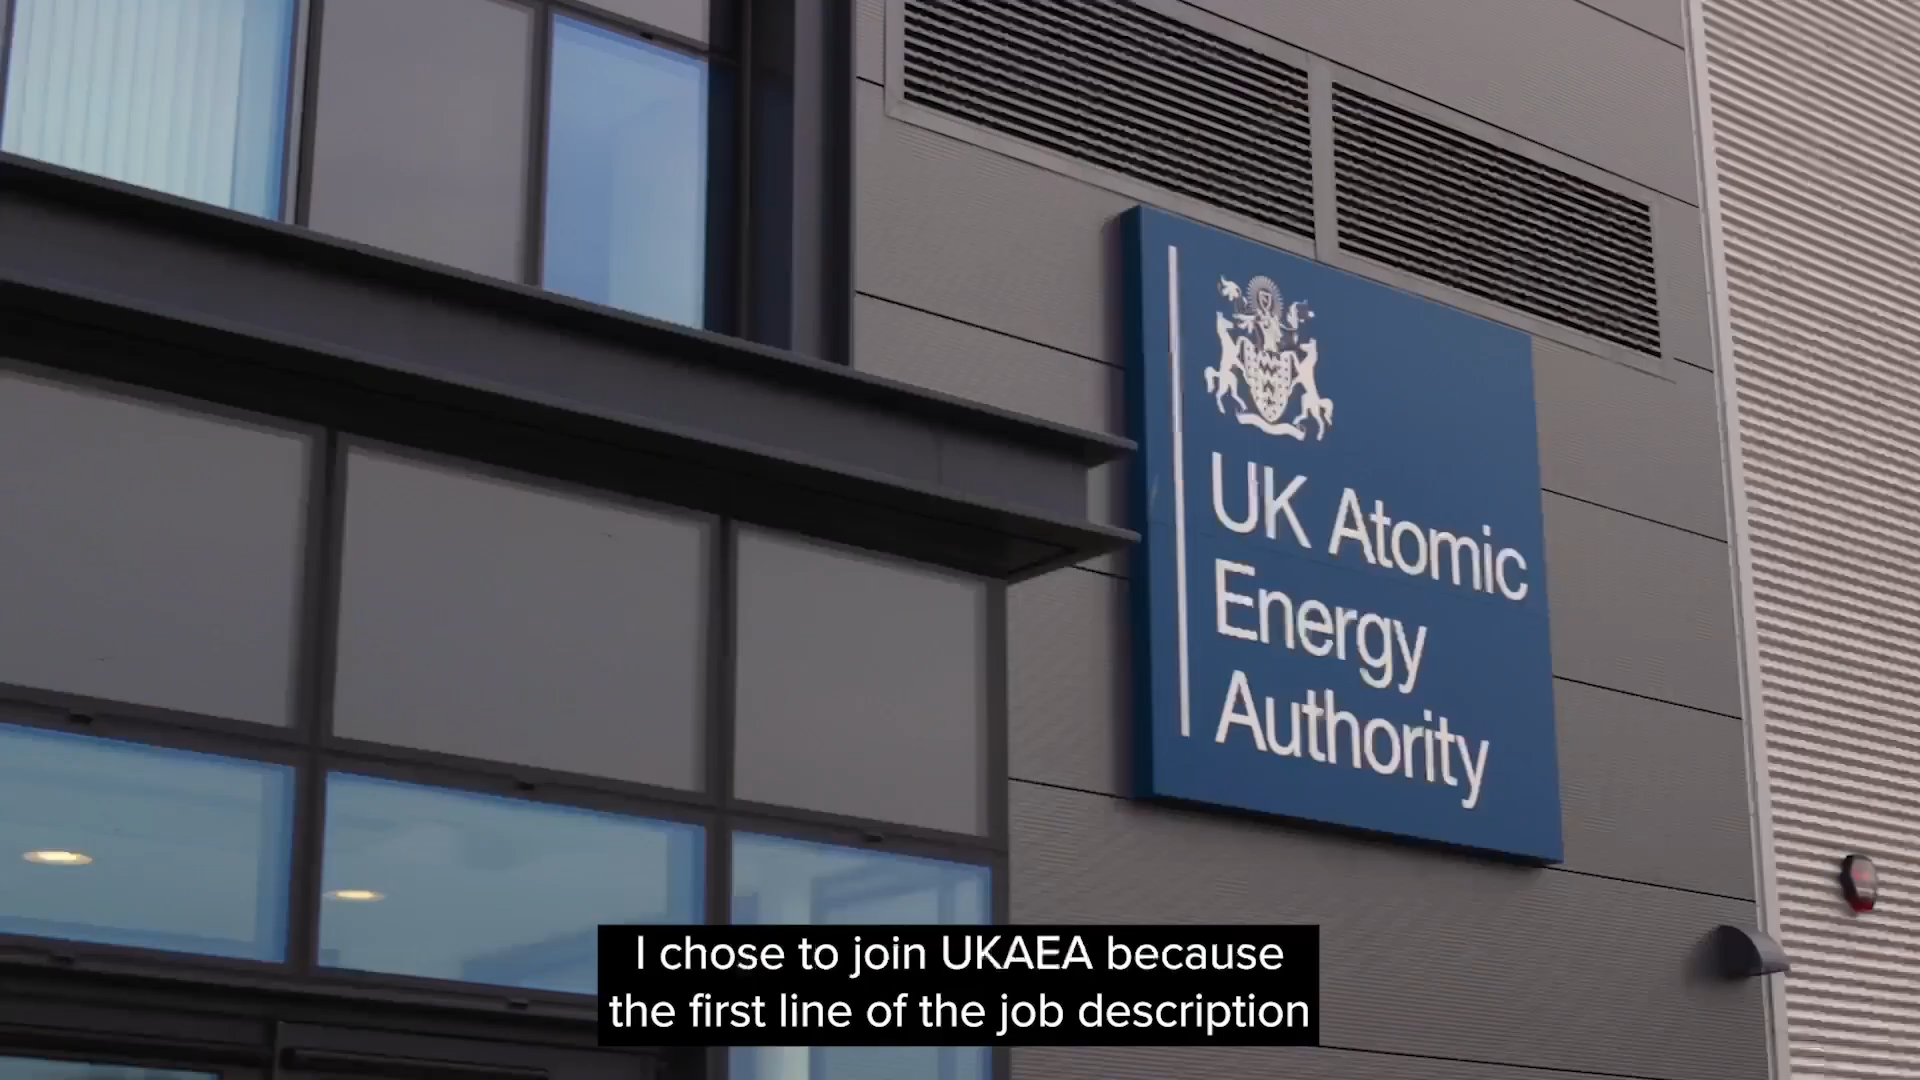 UK Atomic
Energy
Authority
I chose to join UKAEA because
the first line of the job description